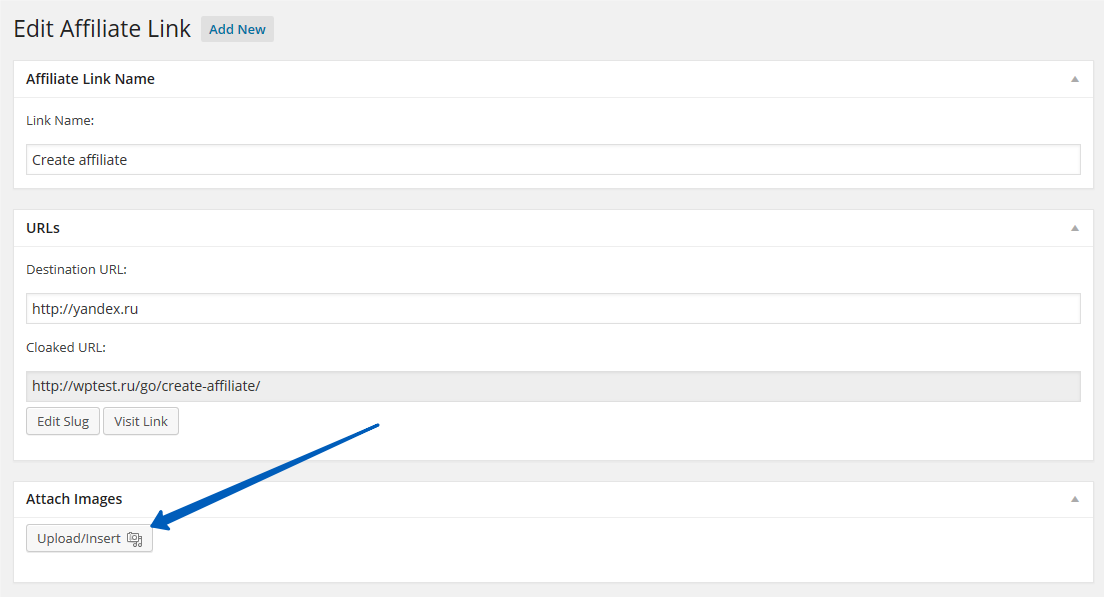 Edit Affiliate Link Add New
Affiliate Link Name
Link Name:
Create affiliate
URLs
Destination URL:
http://yandex.ru
Cloaked URL:
http://wptest.ru/go/create-affiliate/
Edit Slug Visit Link
Attach Images
Upload/Insert